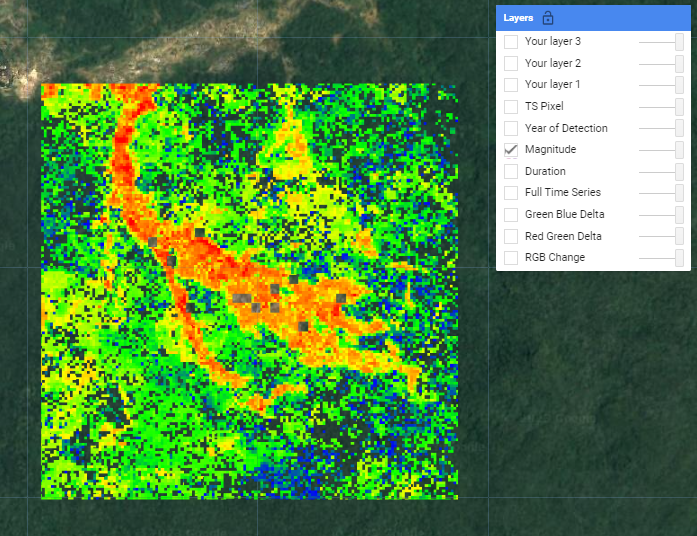 Layers
Your layer 3
Your layer 2
Your layer 1
TS Pixel
Year of Detection
Magnitude
Duration
Full Time Series
Green Blue Delta
Red Green Delta
RGB Change